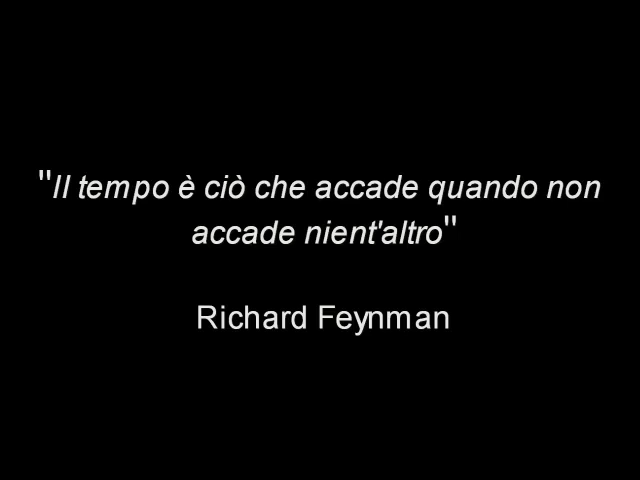 "Il tempo è ciò che accade quando non
accade nient'altro"
Richard Feynman